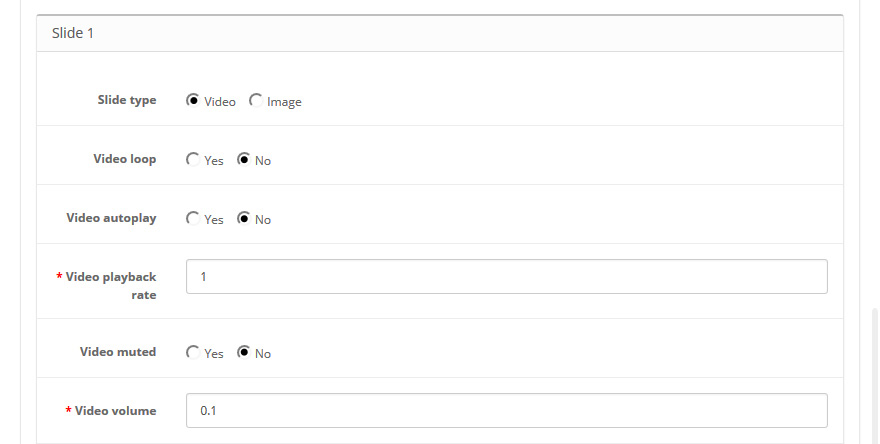 Slide 1
Slide type Video Image
Video loop Yes No
Video autoplay Yes No
* Video playback 1
rate
Video muted Yes No
* Video volume 0.1